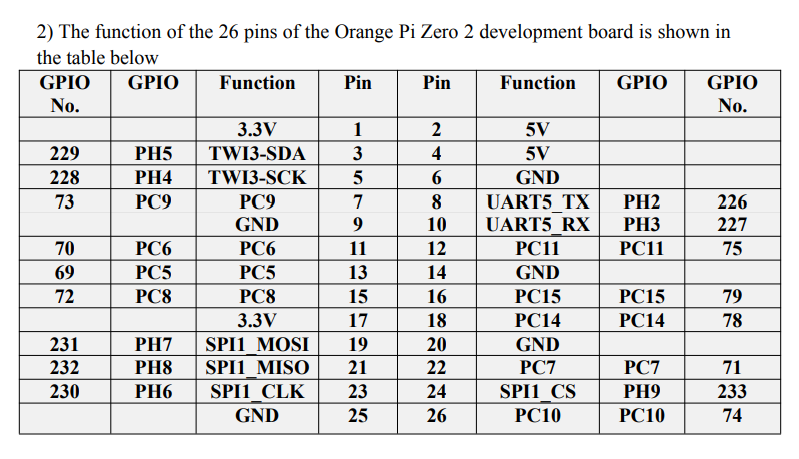 2) The function of the 26 pins of the Orange Pi Zero 2 development board is shown in
the table below
GPIO No. GPIO Function Pin Pin Function GPIO GPIO No.
3.3V 1 2 5V
229 PH5 TWI3-SDA 3 4 5V
228 PH4 TWI3-SCK 5 6 GND
73 PC9 PC9 7 8 UART5_TX PH2 226
GND 9 10 UART5_RX PH3 227
70 PC6 PC6 11 12 PC11 PC11 75
69 PC5 PC5 13 14 GND
72 PC8 PC8 15 16 PC15 PC15 79
3.3V 17 18 PC14 PC14 78
231 PH7 SPI1_MOSI 19 20 GND
232 PH8 SPI1_MISO 21 22 PC7 PC7 71
230 PH6 SPI1_CLK 23 24 SPI1_CS PH9 233
GND 25 26 PC10 PC10 74